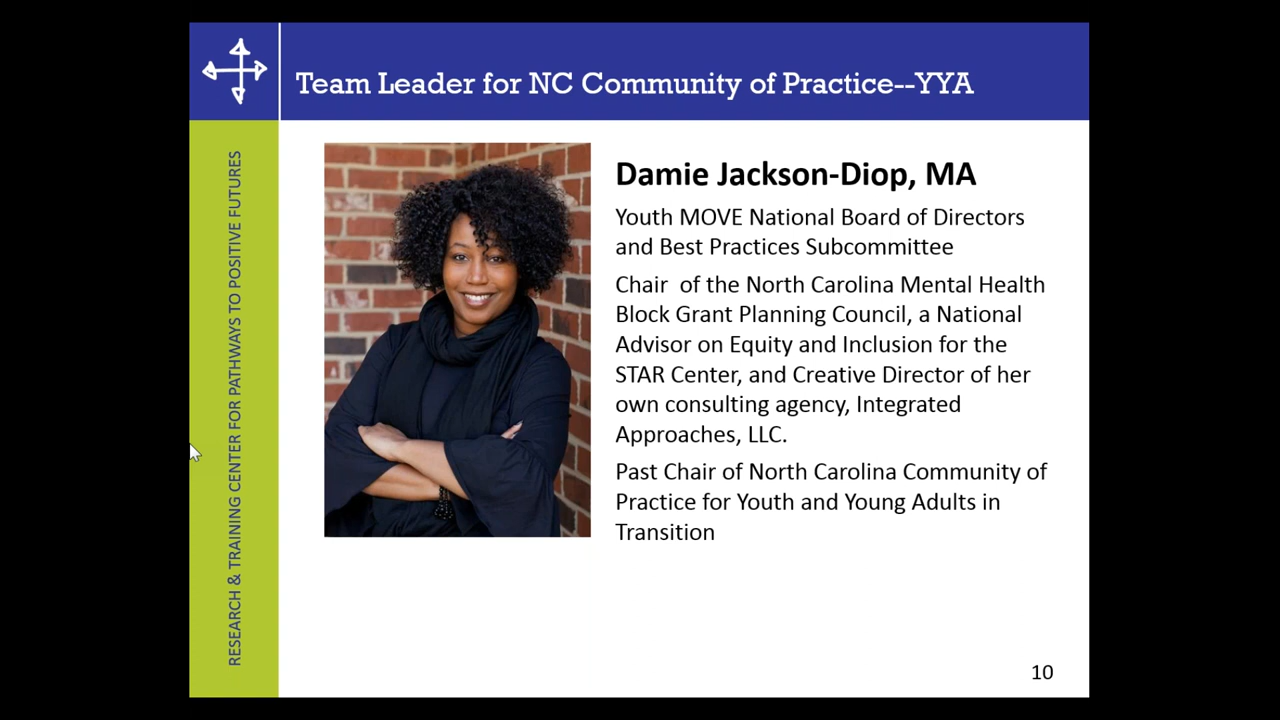 Team Leader for NC Community of Practice--YYA
RESEARCH & TRAINING CENTER FOR PATHWAYS TO POSITIVE FUTURES
Damie Jackson-Diop, MA
Youth MOVE National Board of Directors
and Best Practices Subcommittee
Chair  of the North Carolina Mental Health
Block Grant Planning Council, a National
Advisor on Equity and Inclusion for the
STAR Center, and Creative Director of her
own consulting agency, Integrated
Approaches, LLC.
Past Chair of North Carolina Community of
Practice for Youth and Young Adults in
Transition
10